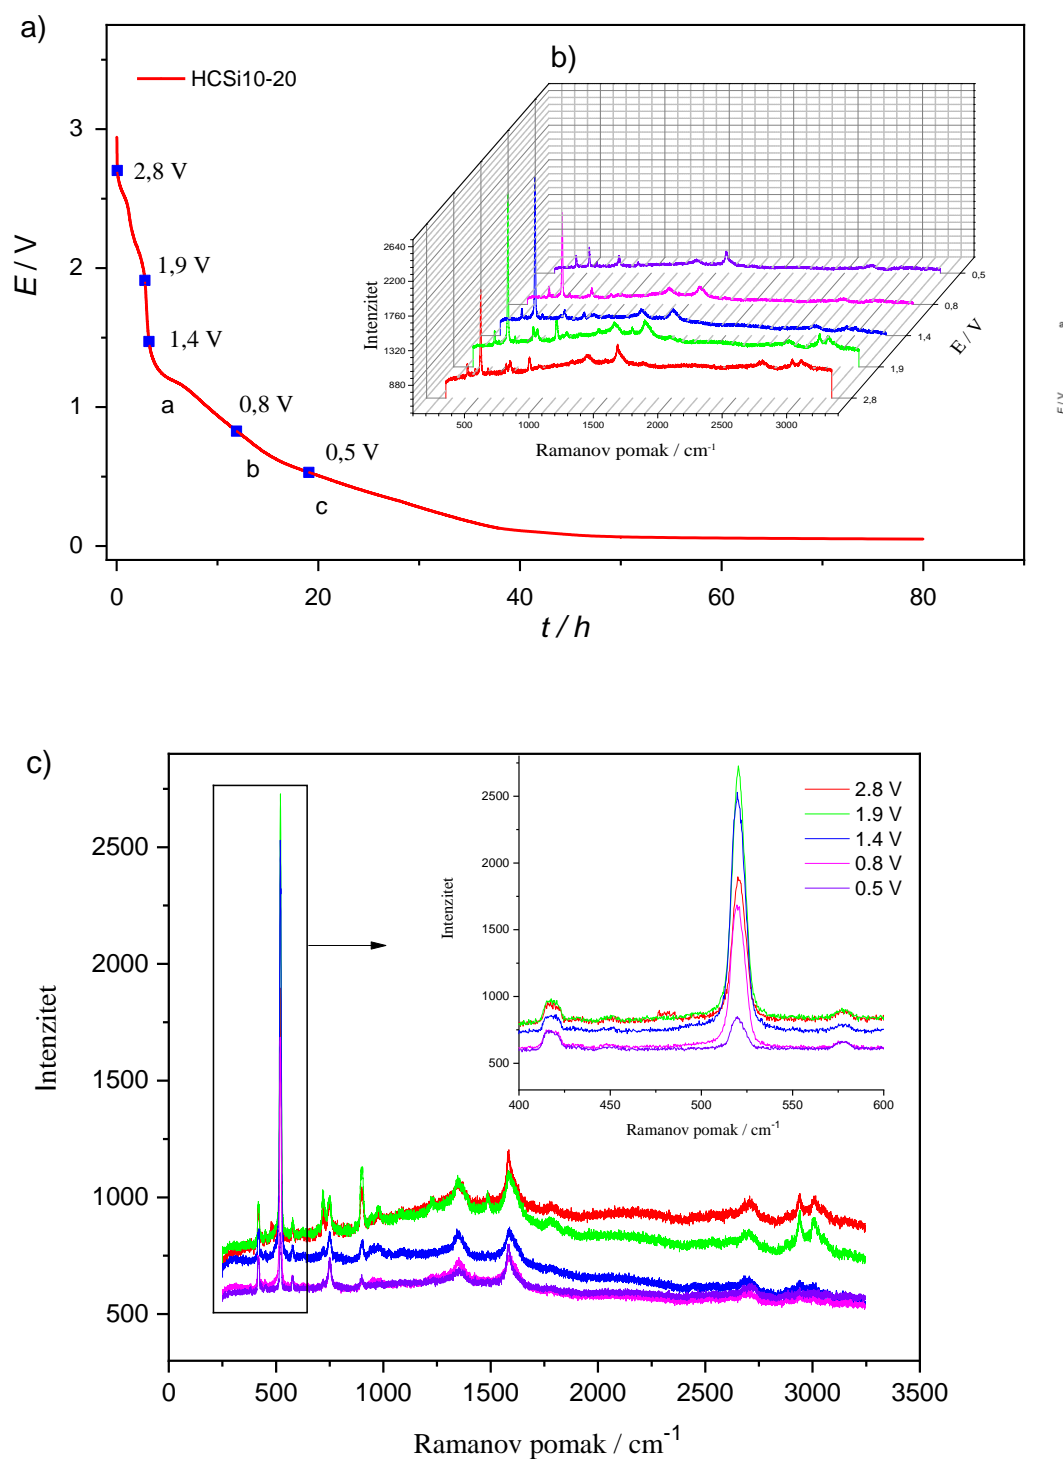 a)
HCSi10-20
b)
E / V
3
2
1
0
2,8 V
1,9 V
1,4 V
0,8 V
0,5 V
a
b
c
0
20
40
60
80
t / h
Intenzitet
2640
2200
1760
1320
880
500
1000
1500
2000
2500
3000
Ramanov pomak / cm-1
E / V
0,5
0,8
1,4
1,9
2,8
E / V
c)
Intenzitet
2500
2000
1500
1000
500
0
500
1000
1500
2000
2500
3000
3500
Ramanov pomak / cm-1
Intenzitet
2500
2000
1500
1000
500
400
450
500
550
600
Ramanov pomak / cm-1
2.8 V
1.9 V
1.4 V
0.8 V
0.5 V